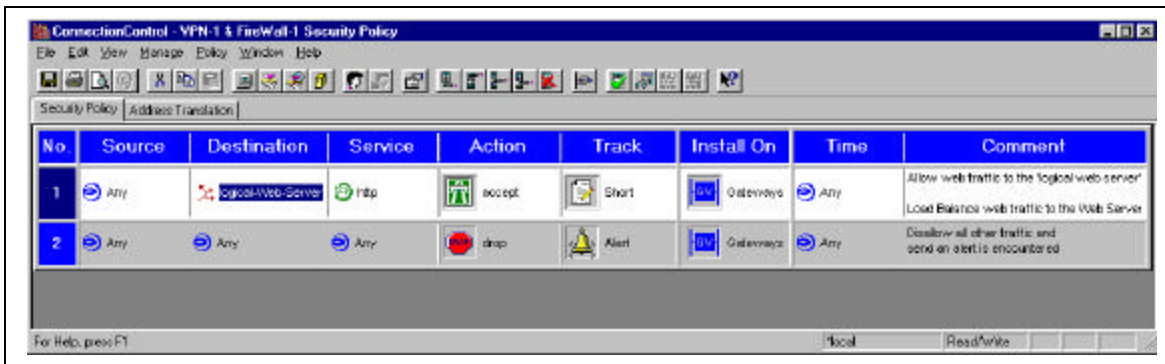 ConnectionControl - VPN-1 & FireWall-1 Security Policy
File Edit View Manage Policy Window Help
Security Policy Address Translation
No. Source Destination Service Action Track Install On Time Comment
1 Any logical-Web-Server http accept Short GW Gateways Any Allow web traffic to the 'logical web server'
Load Balance web traffic to the Web Server
2 Any Any Any drop Alert GW Gateways Any Disallow all other traffic and
send an alert is encountered
For Help, press F1 *local Read/Write